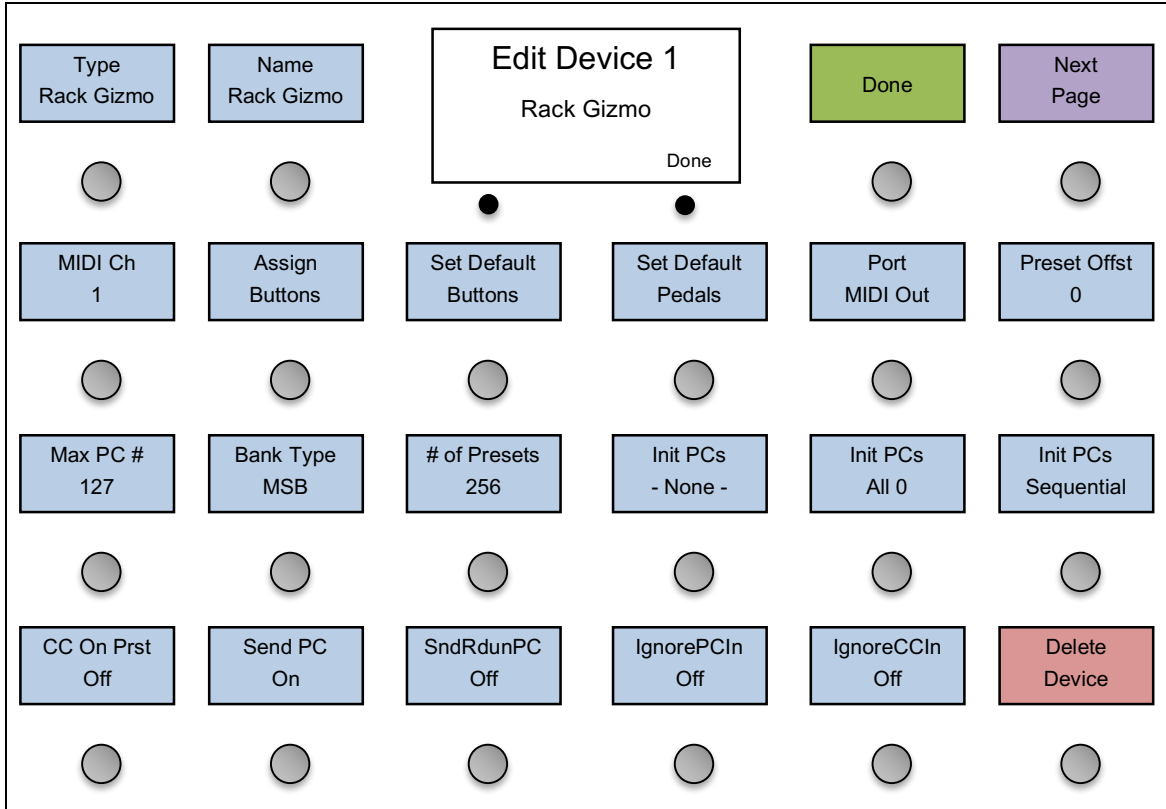 Type
Rack Gizmo
Name
Rack Gizmo
Edit Device 1
Rack Gizmo
Done
Done
Next
Page
MIDI Ch
1
Assign
Buttons
Set Default
Buttons
Set Default
Pedals
Port
MIDI Out
Preset Offst
0
Max PC #
127
Bank Type
MSB
# of Presets
256
Init PCs
- None -
Init PCs
All 0
Init PCs
Sequential
CC On Prst
Off
Send PC
On
SndRdunPC
Off
IgnorePCIn
Off
IgnoreCCIn
Off
Delete
Device